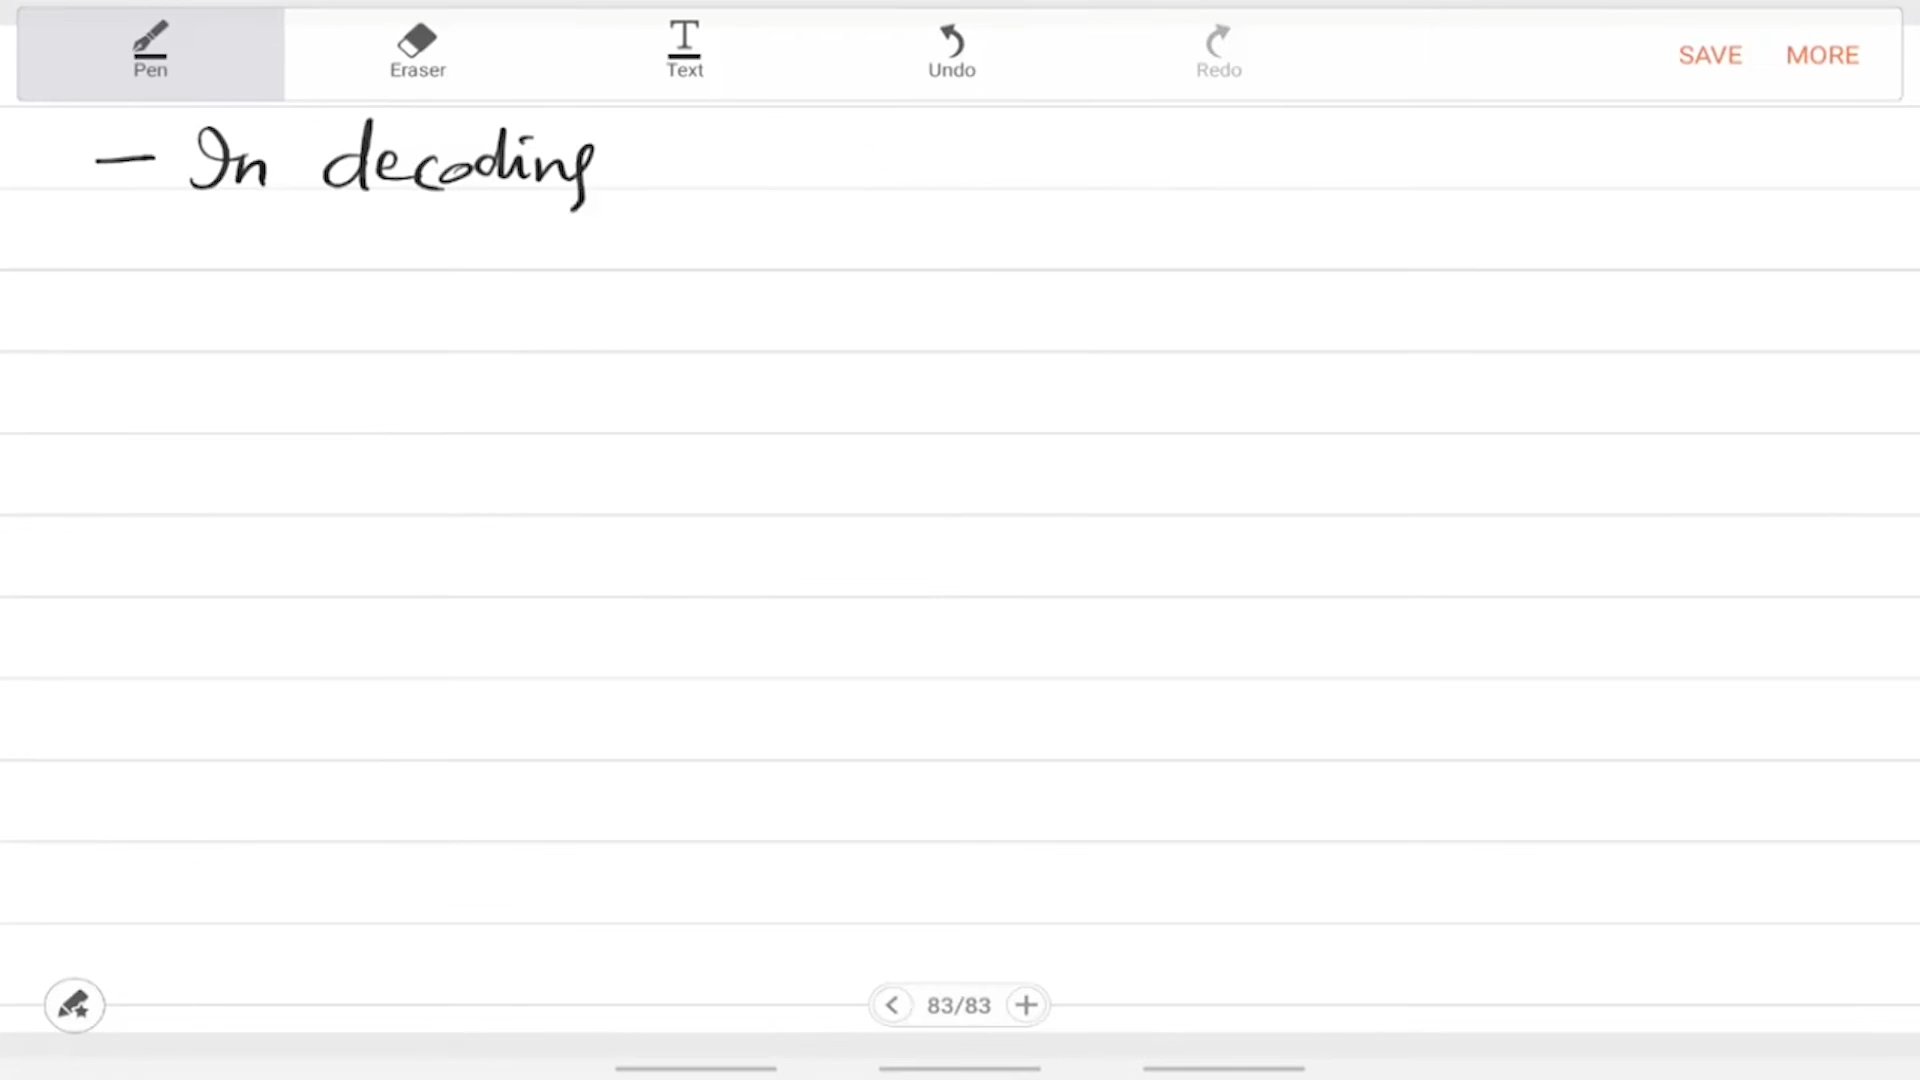 Pen Eraser Text Undo Redo SAVE MORE
— In decoding
83/83